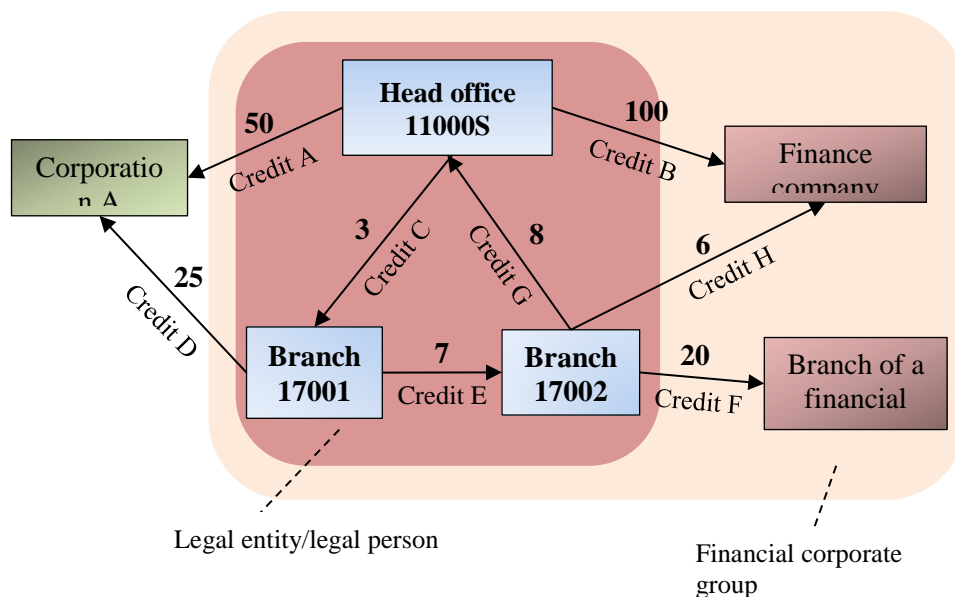 Head office
11000S
50
100
Credit A
Credit B
Corporatio
n A
Finance
company
3
8
6
Credit C
Credit G
Credit H
25
Credit D
Branch
17001
7
Credit E
Branch
17002
20
Credit F
Branch of a
financial
Legal entity/legal person
Financial corporate
group